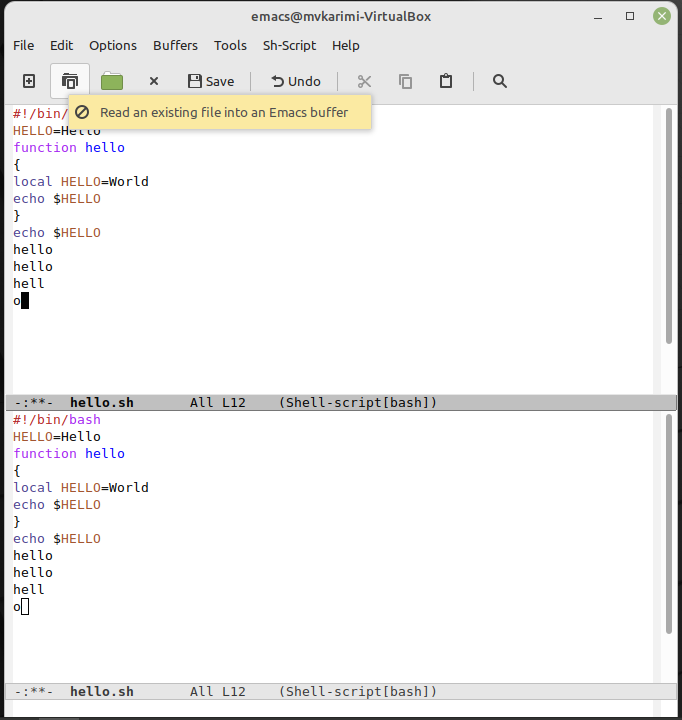 emacs@mvkarimi-VirtualBox
File Edit Options Buffers Tools Sh-Script Help
Save Undo
Read an existing file into an Emacs buffer
#!/bin/
HELLO=Hello
function hello
{
local HELLO=World
echo $HELLO
}
echo $HELLO
hello
hello
hell
o
-:**- hello.sh All L12 (Shell-script[bash])
#!/bin/bash
HELLO=Hello
function hello
{
local HELLO=World
echo $HELLO
}
echo $HELLO
hello
hello
hell
o
-:**- hello.sh All L12 (Shell-script[bash])